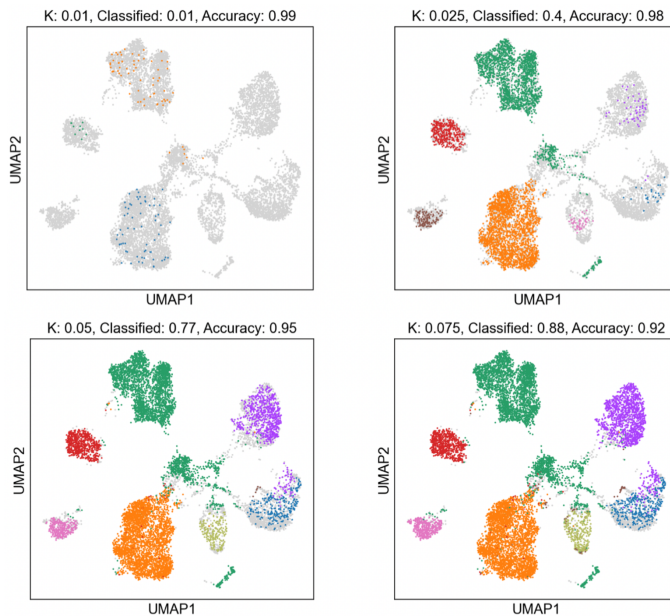 K: 0.01, Classified: 0.01, Accuracy: 0.99
K: 0.025, Classified: 0.4, Accuracy: 0.98
UMAP2
UMAP2
UMAP1
UMAP1
K: 0.05, Classified: 0.77, Accuracy: 0.95
K: 0.075, Classified: 0.88, Accuracy: 0.92
UMAP2
UMAP2
UMAP1
UMAP1